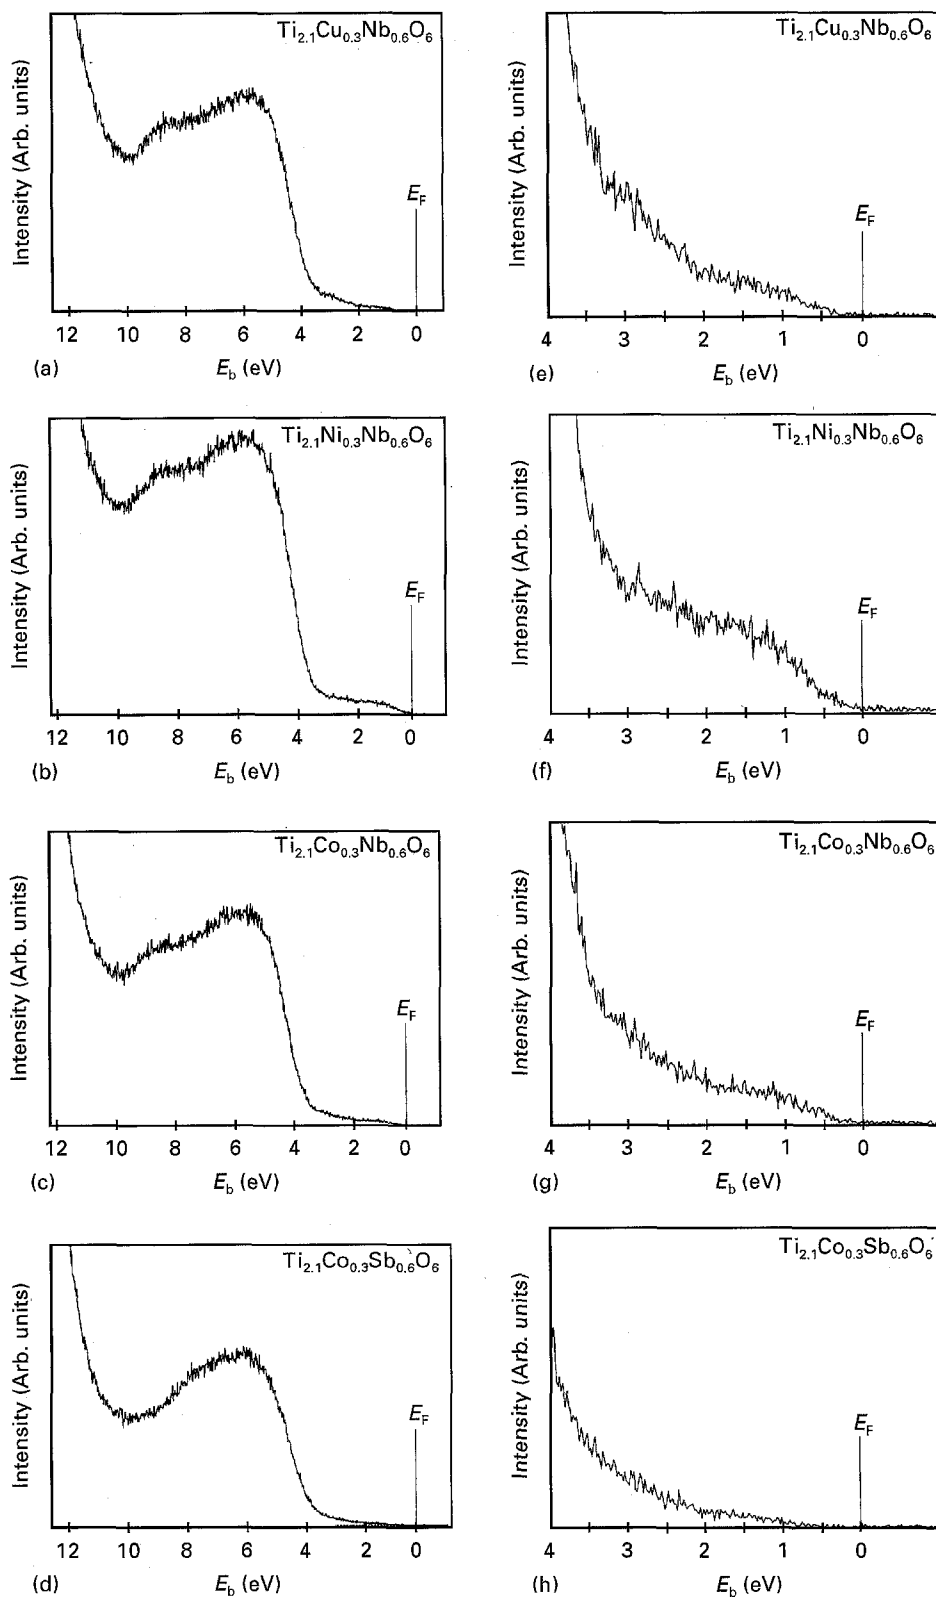 Ti2.1Cu0.3Nb0.6O6
Intensity (Arb. units)
EF
12 10 8 6 4 2 0
(a) Eb (eV)
Ti2.1Cu0.3Nb0.6O6
Intensity (Arb. units)
EF
4 3 2 1 0
(e) Eb (eV)
Ti2.1Ni0.3Nb0.6O6
Intensity (Arb. units)
EF
12 10 8 6 4 2 0
(b) Eb (eV)
Ti2.1Ni0.3Nb0.6O6
Intensity (Arb. units)
EF
4 3 2 1 0
(f) Eb (eV)
Ti2.1Co0.3Nb0.6O6
Intensity (Arb. units)
EF
12 10 8 6 4 2 0
(c) Eb (eV)
Ti2.1Co0.3Nb0.6O6
Intensity (Arb. units)
EF
4 3 2 1 0
(g) Eb (eV)
Ti2.1Co0.3Sb0.6O6
Intensity (Arb. units)
EF
12 10 8 6 4 2 0
(d) Eb (eV)
Ti2.1Co0.3Sb0.6O6
Intensity (Arb. units)
EF
4 3 2 1 0
(h) Eb (eV)